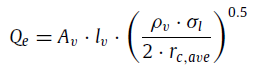 Q_e = A_v · l_v · ( (ρ_v · σ_l) / (2 · r_{c,ave}) )^{0.5}